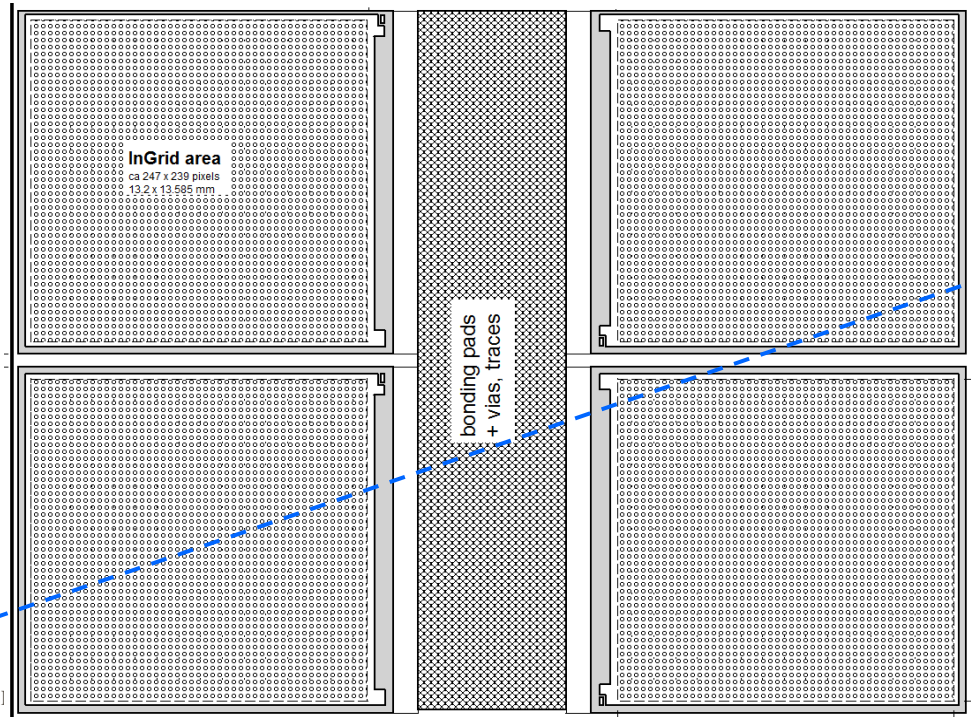 InGrid area
ca 247 x 239 pixels
13.2 x 13.585 mm
bonding pads
+ vias, traces
]